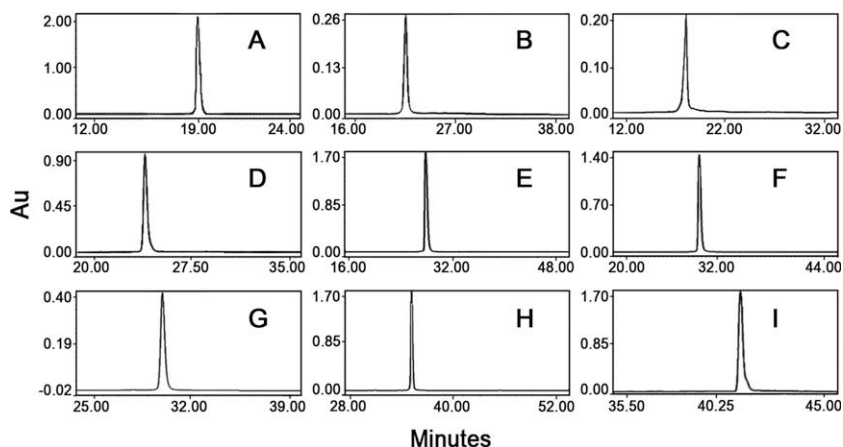 2.00 A 0.26 B 0.20 C
0.13 0.10
0.00 0.00 0.00
12.00 19.00 24.00 16.00 27.00 38.00 12.00 22.00 32.00
0.90 D 1.70 E 1.40 F
0.45 0.85 0.70
0.00 0.00 0.00
20.00 27.50 35.00 16.00 32.00 48.00 20.00 32.00 44.00
Au
0.40 G 1.70 H 1.70 I
0.19 0.85 0.85
-0.02 0.00 0.00
25.00 32.00 39.00 28.00 40.00 52.00 35.50 40.25 45.00
Minutes